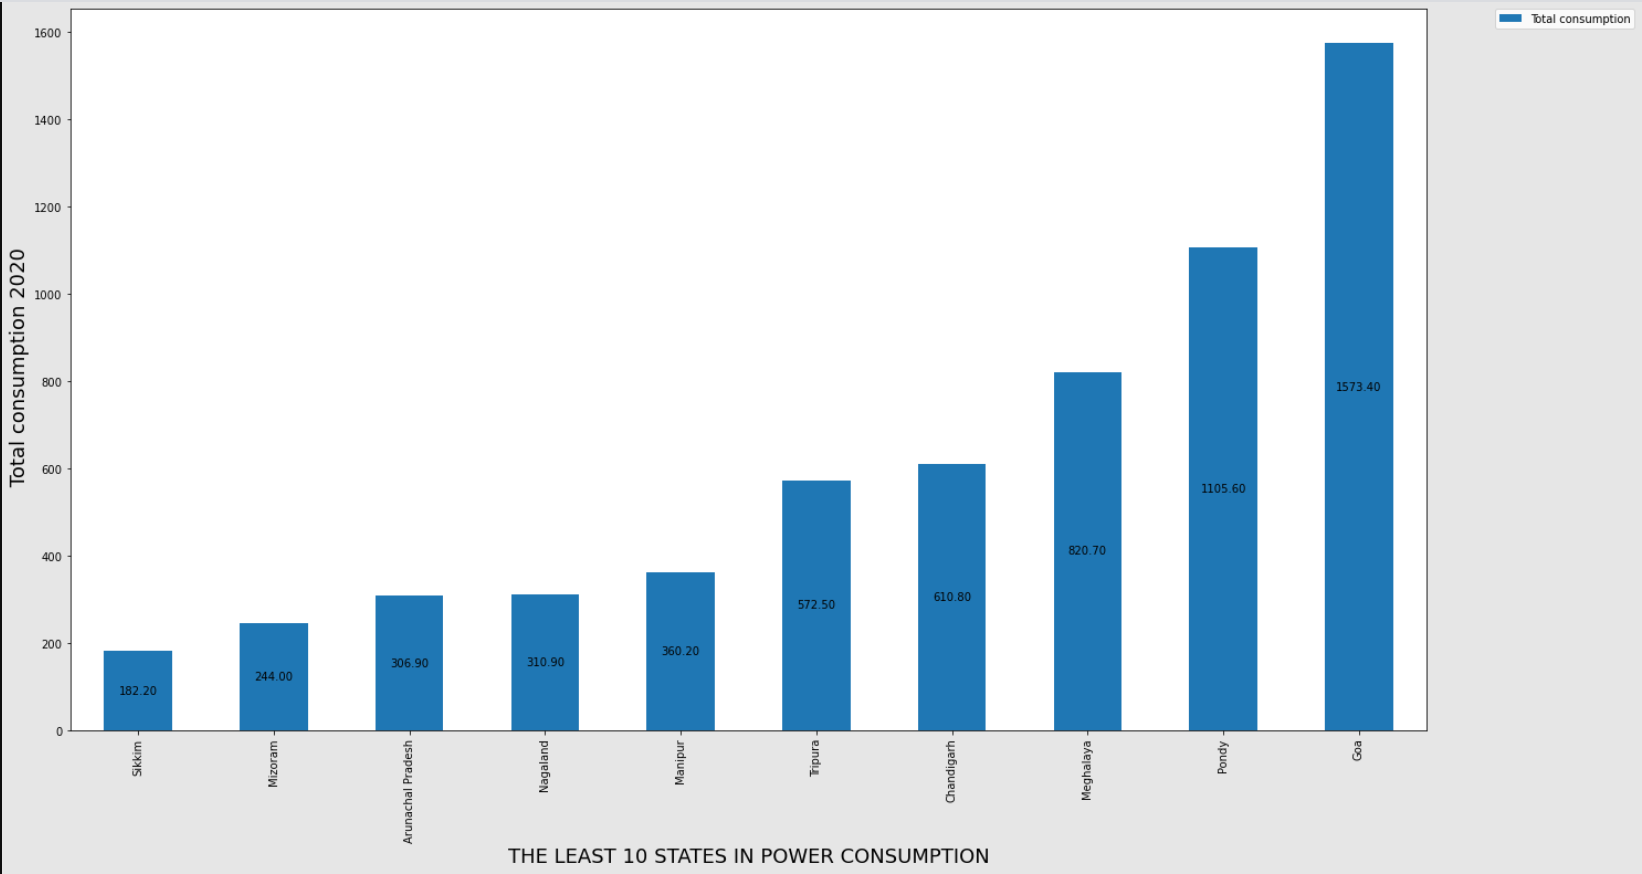 Total consumption
1600
1400
1200
1000
800
600
400
200
0
Total consumption 2020
182.20
244.00
306.90
310.90
360.20
572.50
610.80
820.70
1105.60
1573.40
Sikkim
Mizoram
Arunachal Pradesh
Nagaland
Manipur
Tripura
Chandigarh
Meghalaya
Pondy
Goa
THE LEAST 10 STATES IN POWER CONSUMPTION